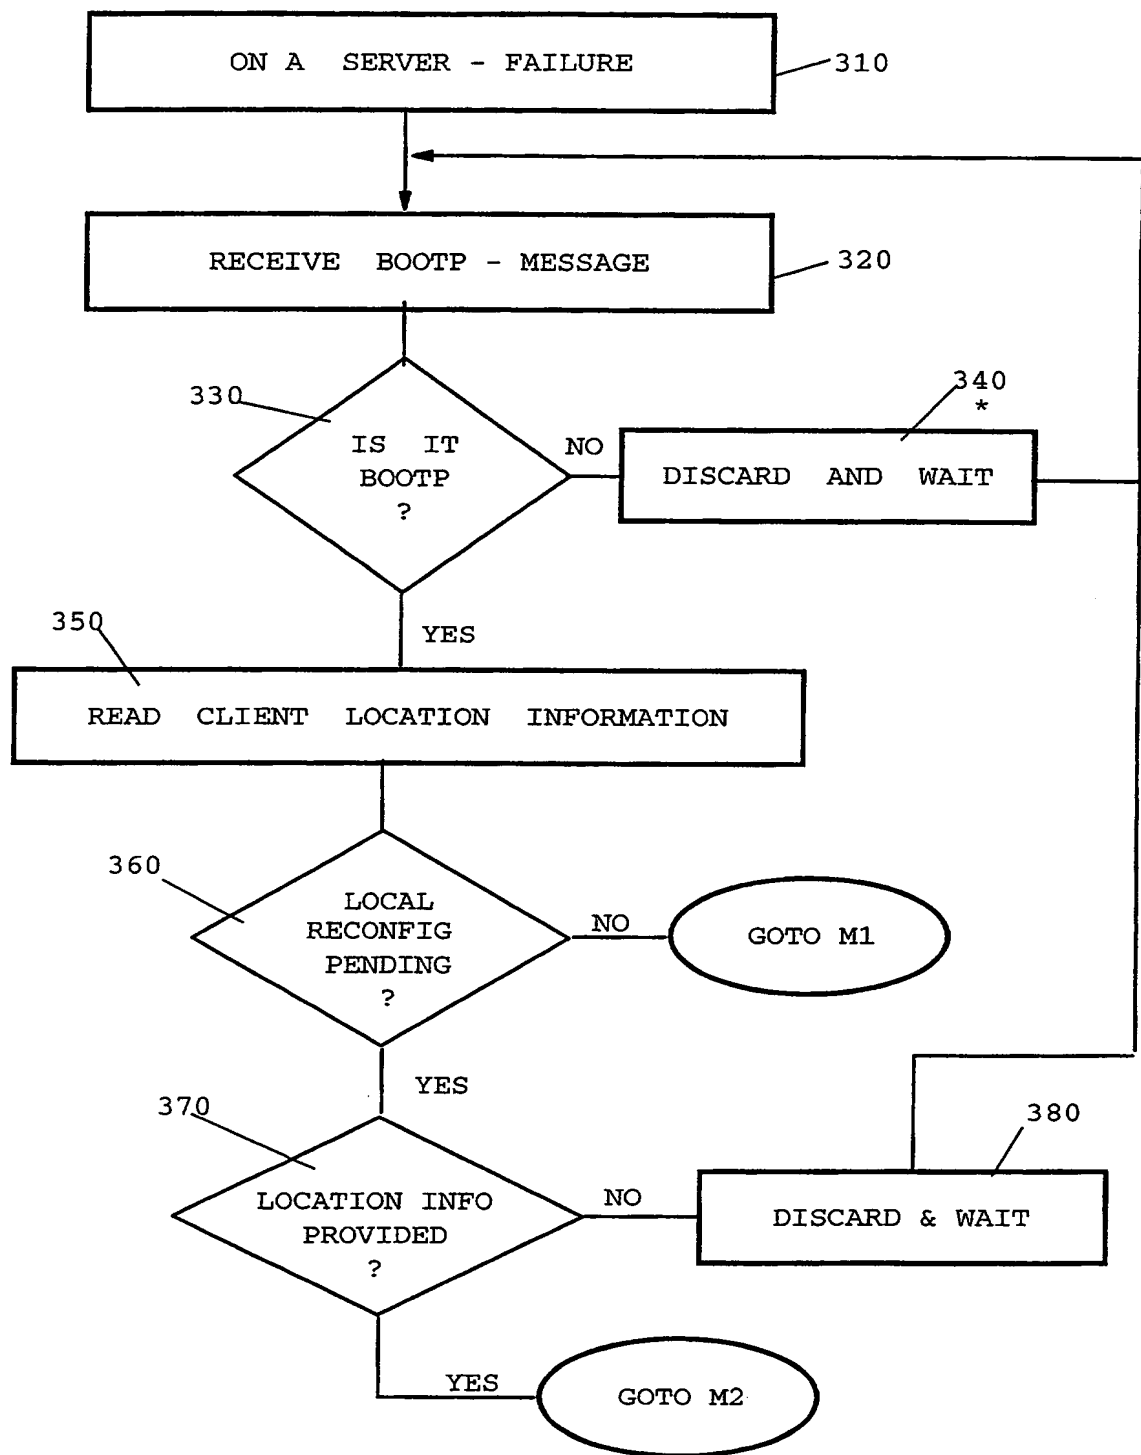 ON A SERVER - FAILURE
310
RECEIVE BOOTP - MESSAGE
320
330
IS IT
BOOTP
?
NO
340
*
DISCARD AND WAIT
YES
350
READ CLIENT LOCATION INFORMATION
360
LOCAL
RECONFIG
PENDING
?
NO
GOTO M1
YES
370
LOCATION INFO
PROVIDED
?
NO
380
DISCARD & WAIT
YES
GOTO M2